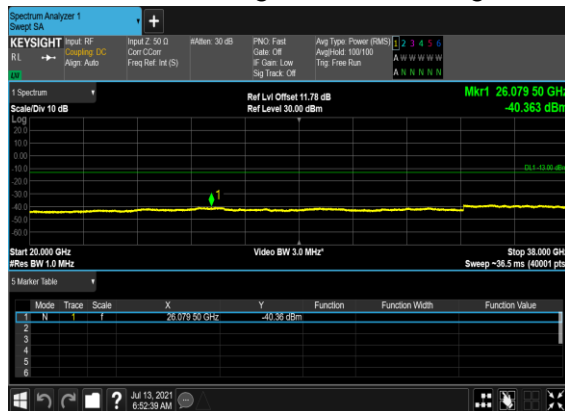 Spectrum Analyzer 1
Swept SA
+
KEYSIGHT Input: RF Input Z: 50 Ω #Atten: 30 dB PNO: Fast Avg Type: Power (RMS) 1 2 3 4 5 6
RL Coupling: DC Corr CCorr Gate: Off Avg|Hold: 100/100 A W W W W W
Align: Auto Freq Ref: Int (S) IF Gain: Low Trig: Free Run
LW Sig Track: Off A N N N N N
1 Spectrum Ref Lvl Offset 11.78 dB Mkr1 26.079 50 GHz
Scale/Div 10 dB Ref Level 30.00 dBm -40.363 dBm
Log
20.0
10.0
0.00
-10.0 DL1 -13.00 dBm
-20.0
-30.0 1
-40.0
-50.0
-60.0
Start 20.000 GHz Video BW 3.0 MHz* Stop 38.000 GHz
#Res BW 1.0 MHz Sweep ~36.5 ms (40001 pts)
5 Marker Table
Mode Trace Scale X Y Function Function Width Function Value
1 N 1 f 26.079 50 GHz -40.36 dBm
2
3
4
5
6
? Jul 13, 2021
6:52:39 AM